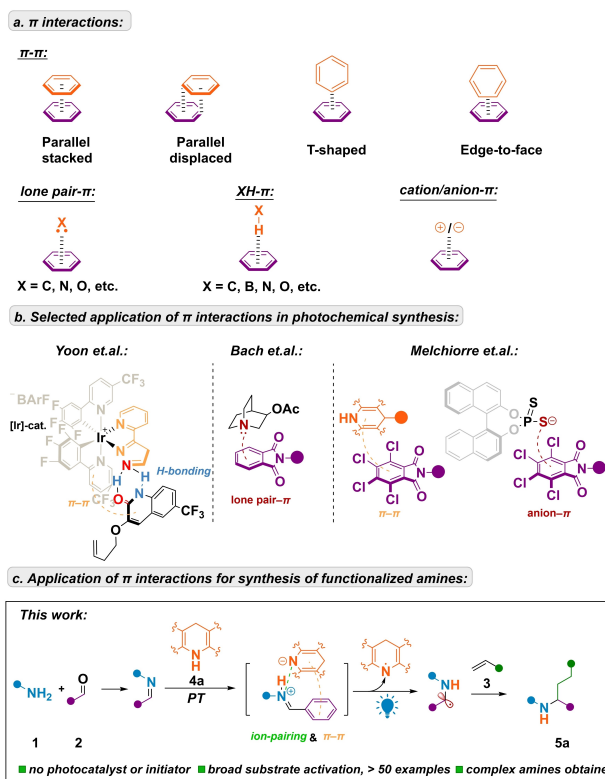 a. π interactions:
π-π:
Parallel stacked
Parallel displaced
T-shaped
Edge-to-face
lone pair-π:
XH-π:
cation/anion-π:
X
X
H
⊕/⊖
X = C, N, O, etc.
X = C, B, N, O, etc.
b. Selected application of π interactions in photochemical synthesis:
Yoon et.al.:
Bach et.al.:
Melchiorre et.al.:
⁻BArF
[Ir]-cat.
CF₃
F
F
F
F
N
N
N
Ir⁺
N
N
H
H
H-bonding
O
N
H
π-π
CF₃
CF₃
O
OAc
N
O
N
O
lone pair-π
HN
Cl
Cl
Cl
Cl
O
N
O
π-π
O
O
P
S
S⊖
Cl
Cl
Cl
Cl
O
N
O
anion-π
c. Application of π interactions for synthesis of functionalized amines:
This work:
NH₂
+
O
N
N
H
4a
PT
⊖
N
H
N⊕
ion-pairing & π-π
N
NH
3
N
H
1
2
5a
no photocatalyst or initiator
broad substrate activation, > 50 examples
complex amines obtaine